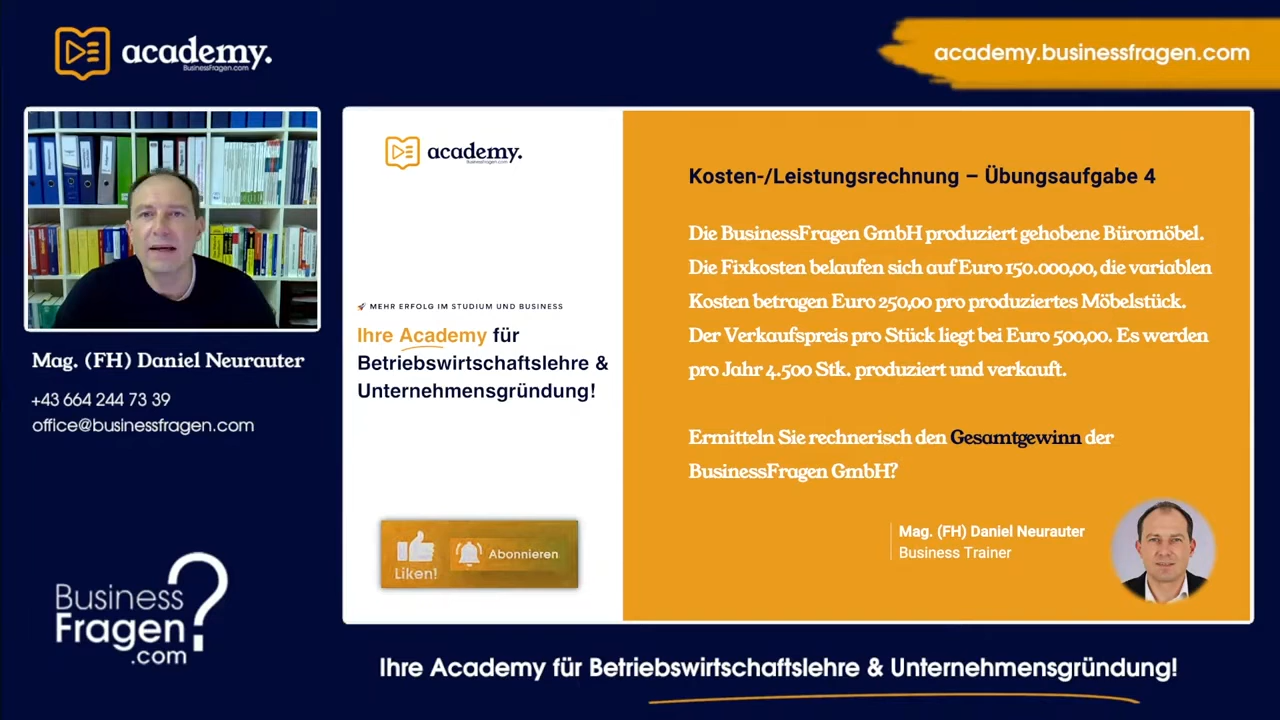 academy.
BusinessFragen.com
academy.businessfragen.com
Mag. (FH) Daniel Neurauter
+43 664 244 73 39
office@businessfragen.com
Business
Fragen?
.com
academy.
BusinessFragen.com
MEHR ERFOLG IM STUDIUM UND BUSINESS
Ihre Academy für
Betriebswirtschaftslehre &
Unternehmensgründung!
Liken!
Abonnieren
Kosten-/Leistungsrechnung – Übungsaufgabe 4
Die BusinessFragen GmbH produziert gehobene Büromöbel.
Die Fixkosten belaufen sich auf Euro 150.000,00, die variablen
Kosten betragen Euro 250,00 pro produziertes Möbelstück.
Der Verkaufspreis pro Stück liegt bei Euro 500,00. Es werden
pro Jahr 4.500 Stk. produziert und verkauft.
Ermitteln Sie rechnerisch den Gesamtgewinn der
BusinessFragen GmbH?
Mag. (FH) Daniel Neurauter
Business Trainer
Ihre Academy für Betriebswirtschaftslehre & Unternehmensgründung!